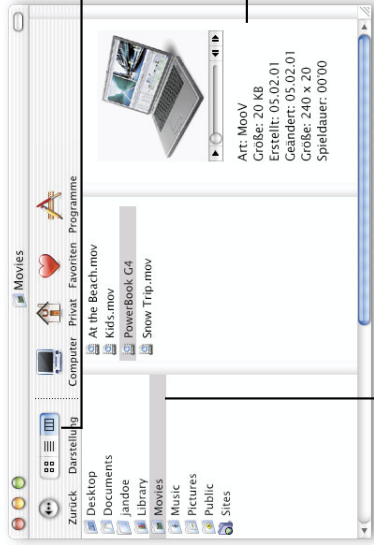 Movies
Zurück Darstellung Computer Privat Favoriten Programme
Desktop
Documents
jandoe
Library
Movies
Music
Pictures
Public
Sites
At the Beach.mov
Kids.mov
PowerBook G4
Snow Trip.mov
Art: MooV
Größe: 20 KB
Erstellt: 05.02.01
Geändert: 05.02.01
Größe: 240 x 20
Spieldauer: 00'00